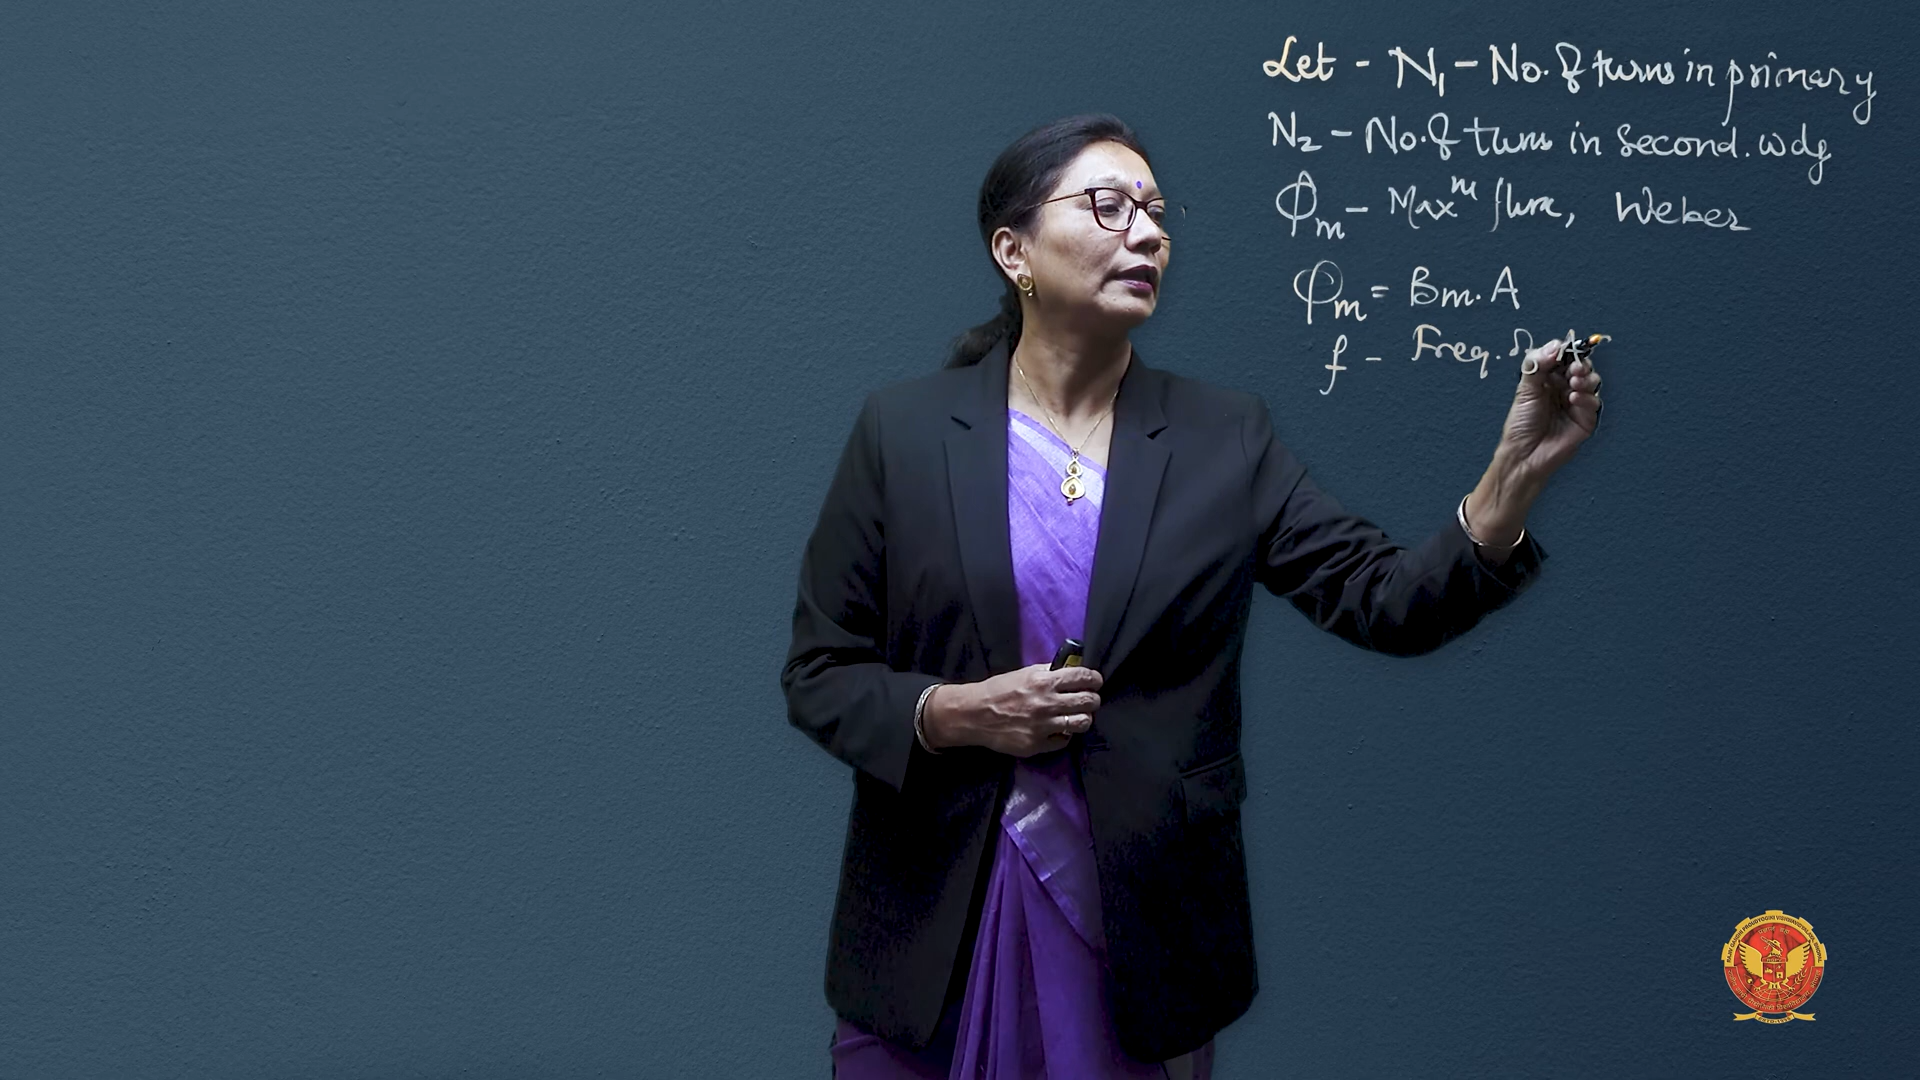 Let - N₁ - No. of turns in primary
N₂ - No. of turns in second. wdg
Φm - Maxᵐ flux, Weber
φm = Bm. A
f - Freq. of A